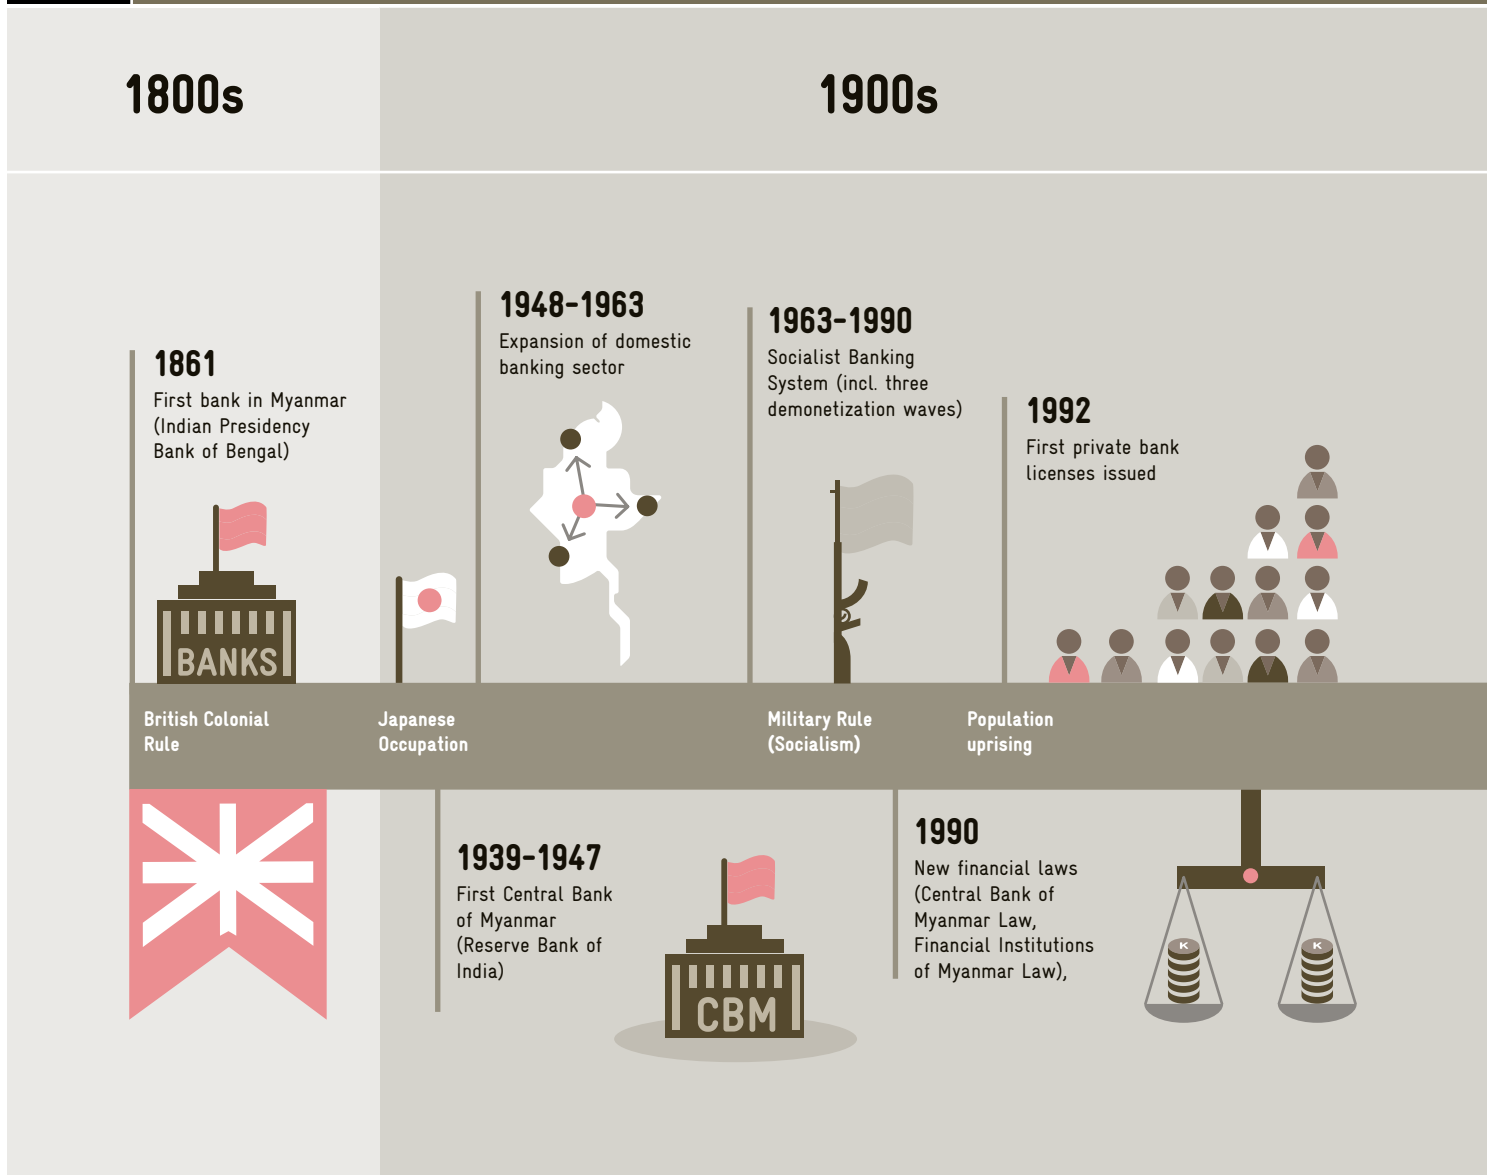 1800s
1900s
1861
First bank in Myanmar
(Indian Presidency
Bank of Bengal)
BANKS
1948-1963
Expansion of domestic
banking sector
1963-1990
Socialist Banking
System (incl. three
demonetization waves)
1992
First private bank
licenses issued
British Colonial
Rule
Japanese
Occupation
Military Rule
(Socialism)
Population
uprising
1939-1947
First Central Bank
of Myanmar
(Reserve Bank of
India)
CBM
1990
New financial laws
(Central Bank of
Myanmar Law,
Financial Institutions
of Myanmar Law),
K
K